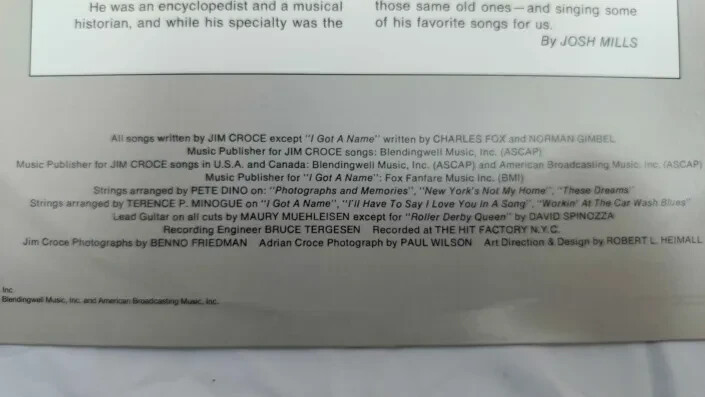 He was an encyclopedist and a musical
historian, and while his specialty was the
those same old ones — and singing some
of his favorite songs for us.
By JOSH MILLS
All songs written by JIM CROCE except "I Got A Name" written by CHARLES FOX and NORMAN GIMBEL
Music Publisher for JIM CROCE songs: Blendingwell Music, Inc. (ASCAP)
Music Publisher for JIM CROCE songs in U.S.A. and Canada: Blendingwell Music, Inc. (ASCAP) and American Broadcasting Music, Inc. (ASCAP)
Music Publisher for "I Got A Name": Fox Fanfare Music Inc. (BMI)
Strings arranged by PETE DINO on: "Photographs and Memories", "New York's Not My Home", "These Dreams"
Strings arranged by TERENCE P. MINOGUE on "I Got A Name", "I'll Have To Say I Love You In A Song", "Workin' At The Car Wash Blues"
Lead Guitar on all cuts by MAURY MUEHLEISEN except for "Roller Derby Queen" by DAVID SPINOZZA
Recording Engineer BRUCE TERGESEN Recorded at THE HIT FACTORY N.Y.C.
Jim Croce Photographs by BENNO FRIEDMAN Adrian Croce Photograph by PAUL WILSON Art Direction & Design by ROBERT L. HEIMALL
Inc.
Blendingwell Music, Inc. and American Broadcasting Music, Inc.